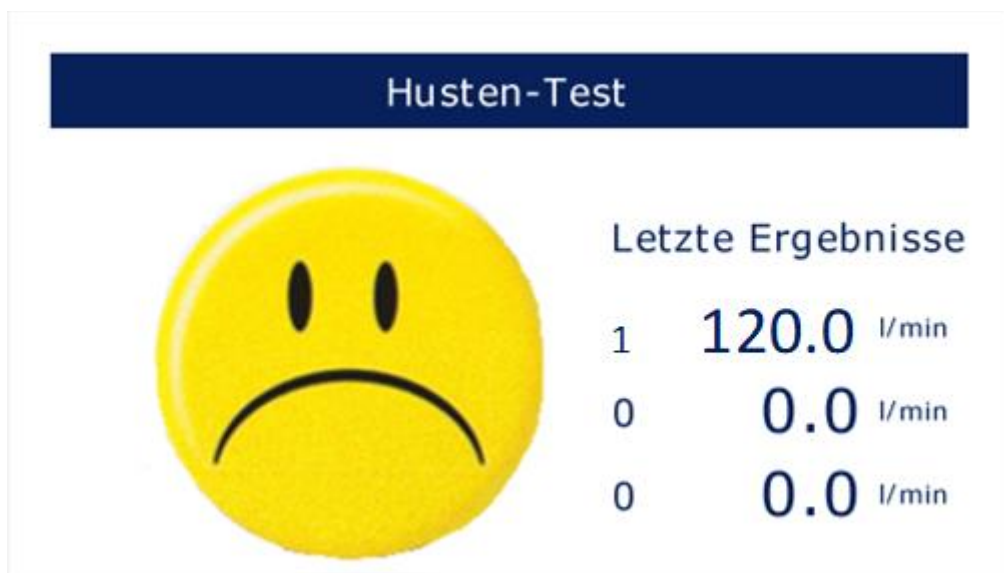 Husten-Test
Letzte Ergebnisse
1 120.0 l/min
0 0.0 l/min
0 0.0 l/min